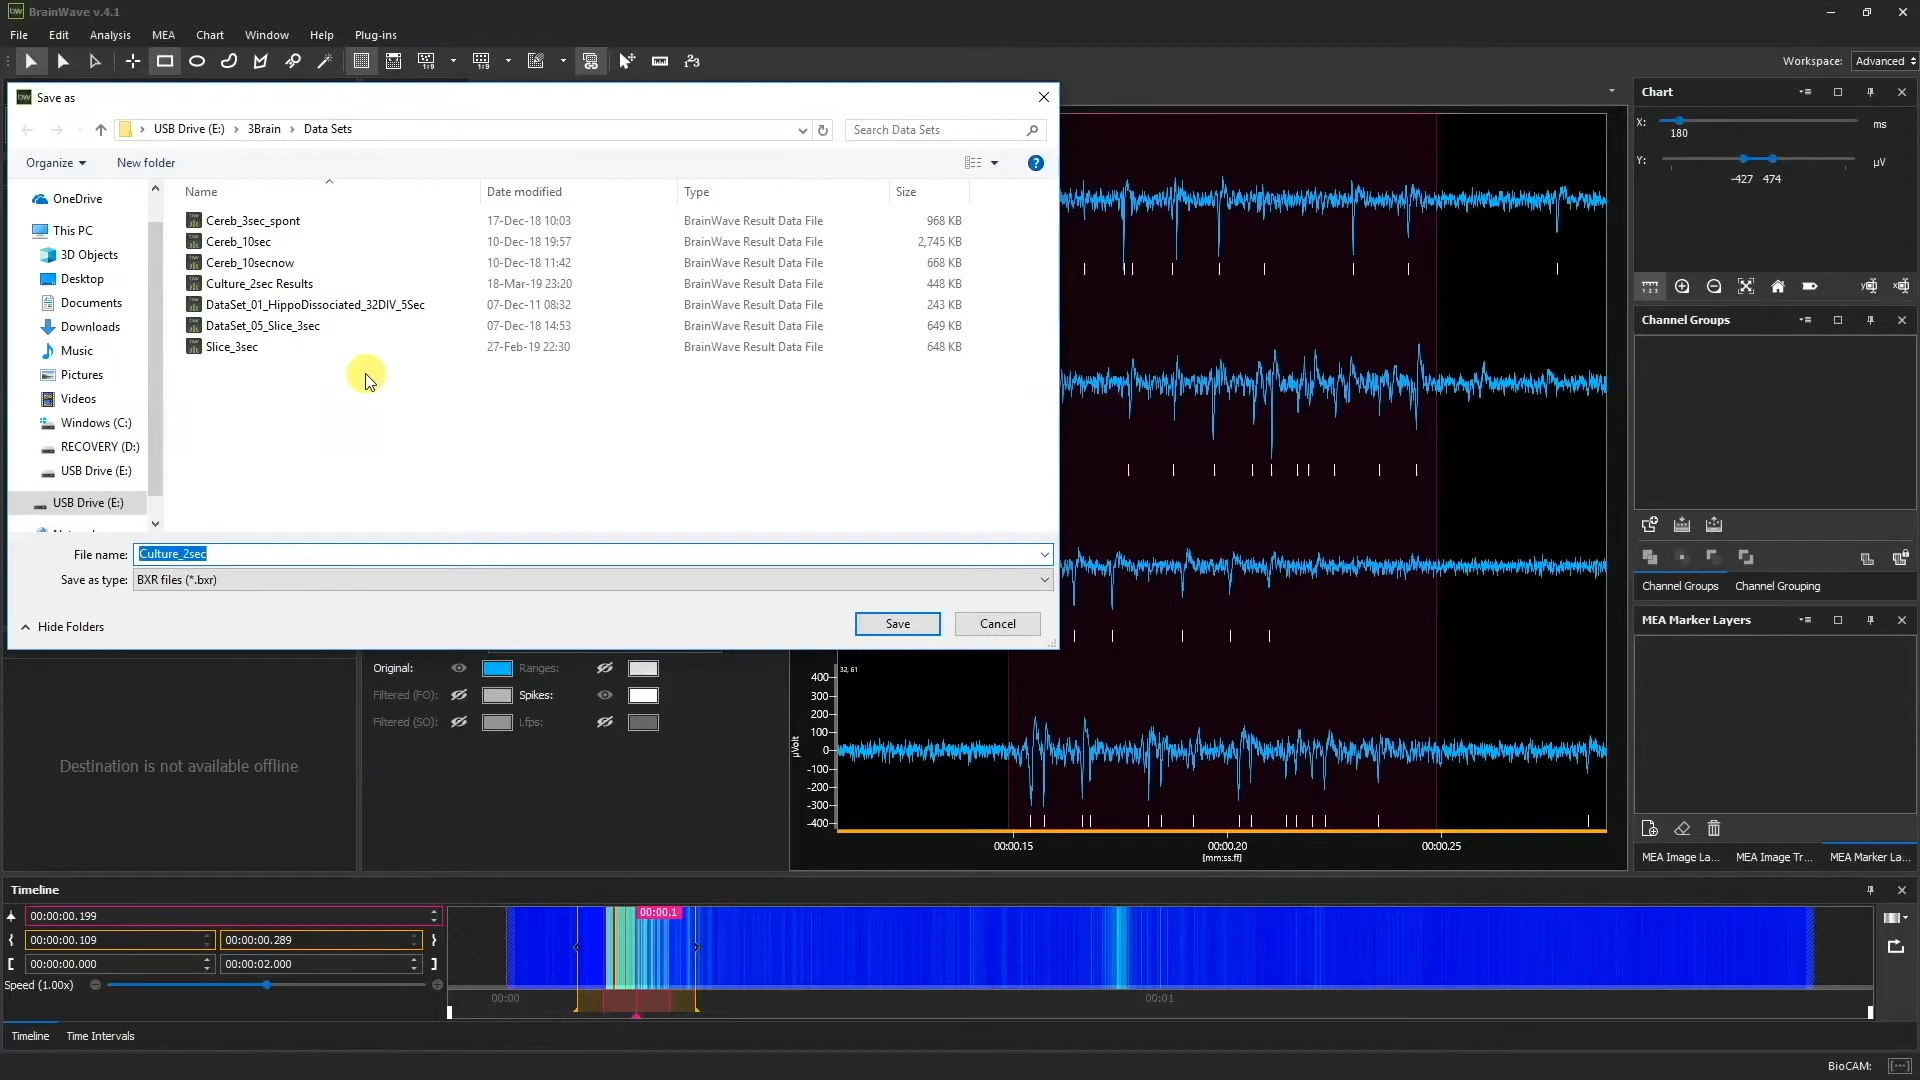 BrainWave v.4.1
File Edit Analysis MEA Chart Window Help Plug-ins
Workspace: Advanced
Save as
USB Drive (E:) > 3Brain > Data Sets
Search Data Sets
Organize New folder
OneDrive
This PC
3D Objects
Desktop
Documents
Downloads
Music
Pictures
Videos
Windows (C:)
RECOVERY (D:)
USB Drive (E:)
USB Drive (E:)
Name Date modified Type Size
Cereb_3sec_spont 17-Dec-18 10:03 BrainWave Result Data File 968 KB
Cereb_10sec 10-Dec-18 19:57 BrainWave Result Data File 2,745 KB
Cereb_10secnow 10-Dec-18 11:42 BrainWave Result Data File 668 KB
Culture_2sec Results 18-Mar-19 23:20 BrainWave Result Data File 448 KB
DataSet_01_HippoDissociated_32DIV_5Sec 07-Dec-11 08:32 BrainWave Result Data File 243 KB
DataSet_05_Slice_3sec 07-Dec-18 14:53 BrainWave Result Data File 649 KB
Slice_3sec 27-Feb-19 22:30 BrainWave Result Data File 648 KB
File name: Culture_2sec
Save as type: BXR files (*.bxr)
Hide Folders
Save Cancel
Original: Ranges:
Filtered (FO): Spikes:
Filtered (SO): Lfps:
Destination is not available offline
32, 61
400
300
200
100
0
-100
-200
-300
-400
µVolt
00:00.15 00:00.20 00:00.25
[mm:ss.ff]
Chart
X: 180 ms
Y: -427 474 µV
Channel Groups
Channel Groups Channel Grouping
MEA Marker Layers
MEA Image La... MEA Image Tr... MEA Marker La...
Timeline
00:00:00.199
00:00:00.109 00:00:00.289
00:00:00.000 00:00:02.000
Speed (1.00x)
00:00.1
00:00 00:01
Timeline Time Intervals
BioCAM: